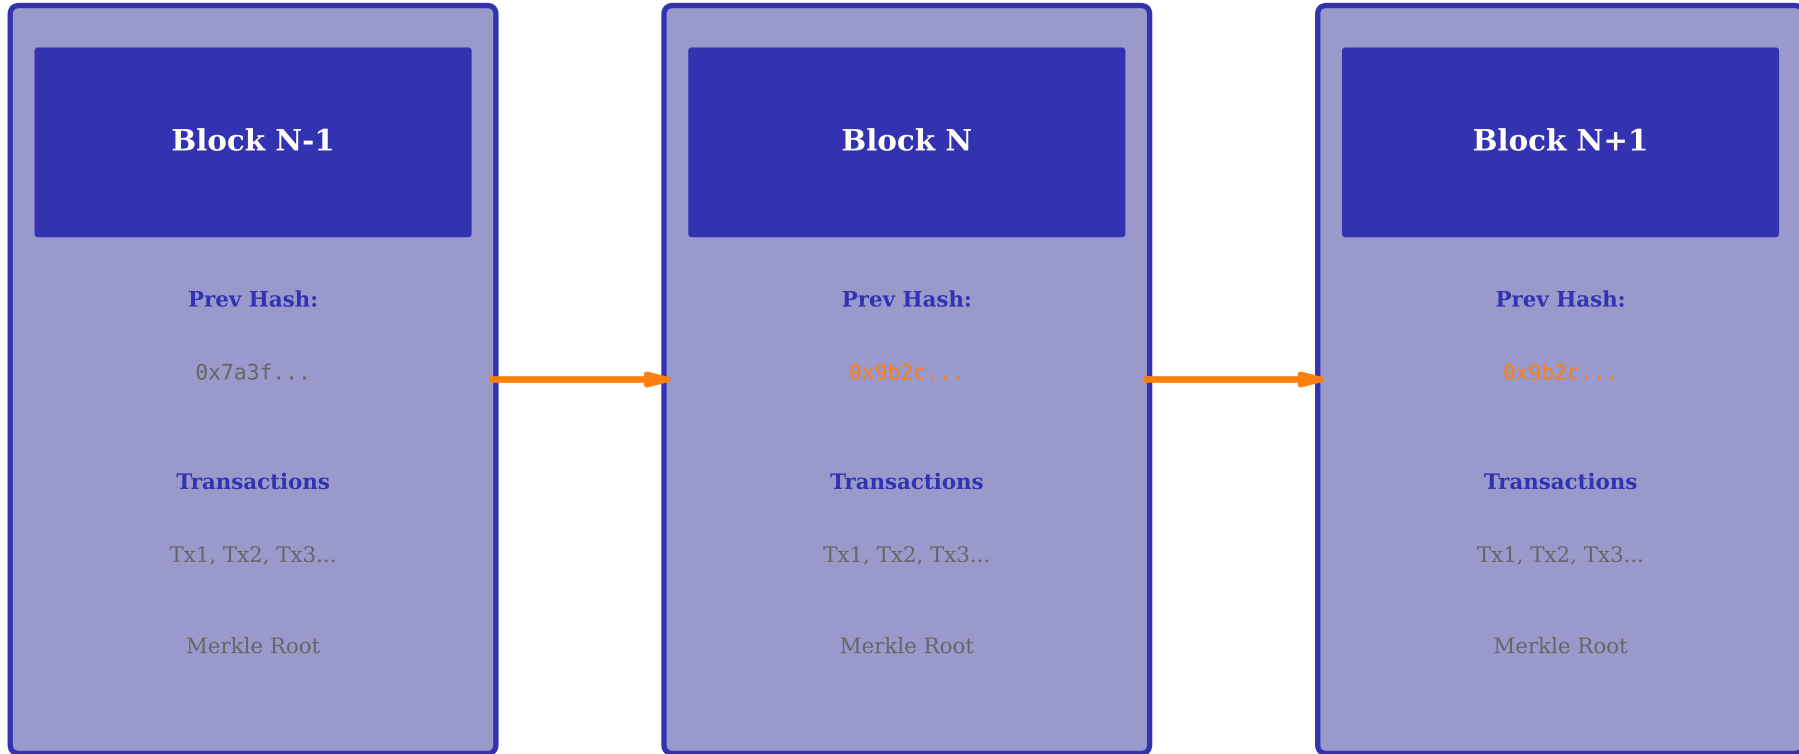 Block N-1
Prev Hash:
0x7a3f...
Transactions
Tx1, Tx2, Tx3...
Merkle Root
Block N
Prev Hash:
0x9b2c...
Transactions
Tx1, Tx2, Tx3...
Merkle Root
Block N+1
Prev Hash:
0x9b2c...
Transactions
Tx1, Tx2, Tx3...
Merkle Root